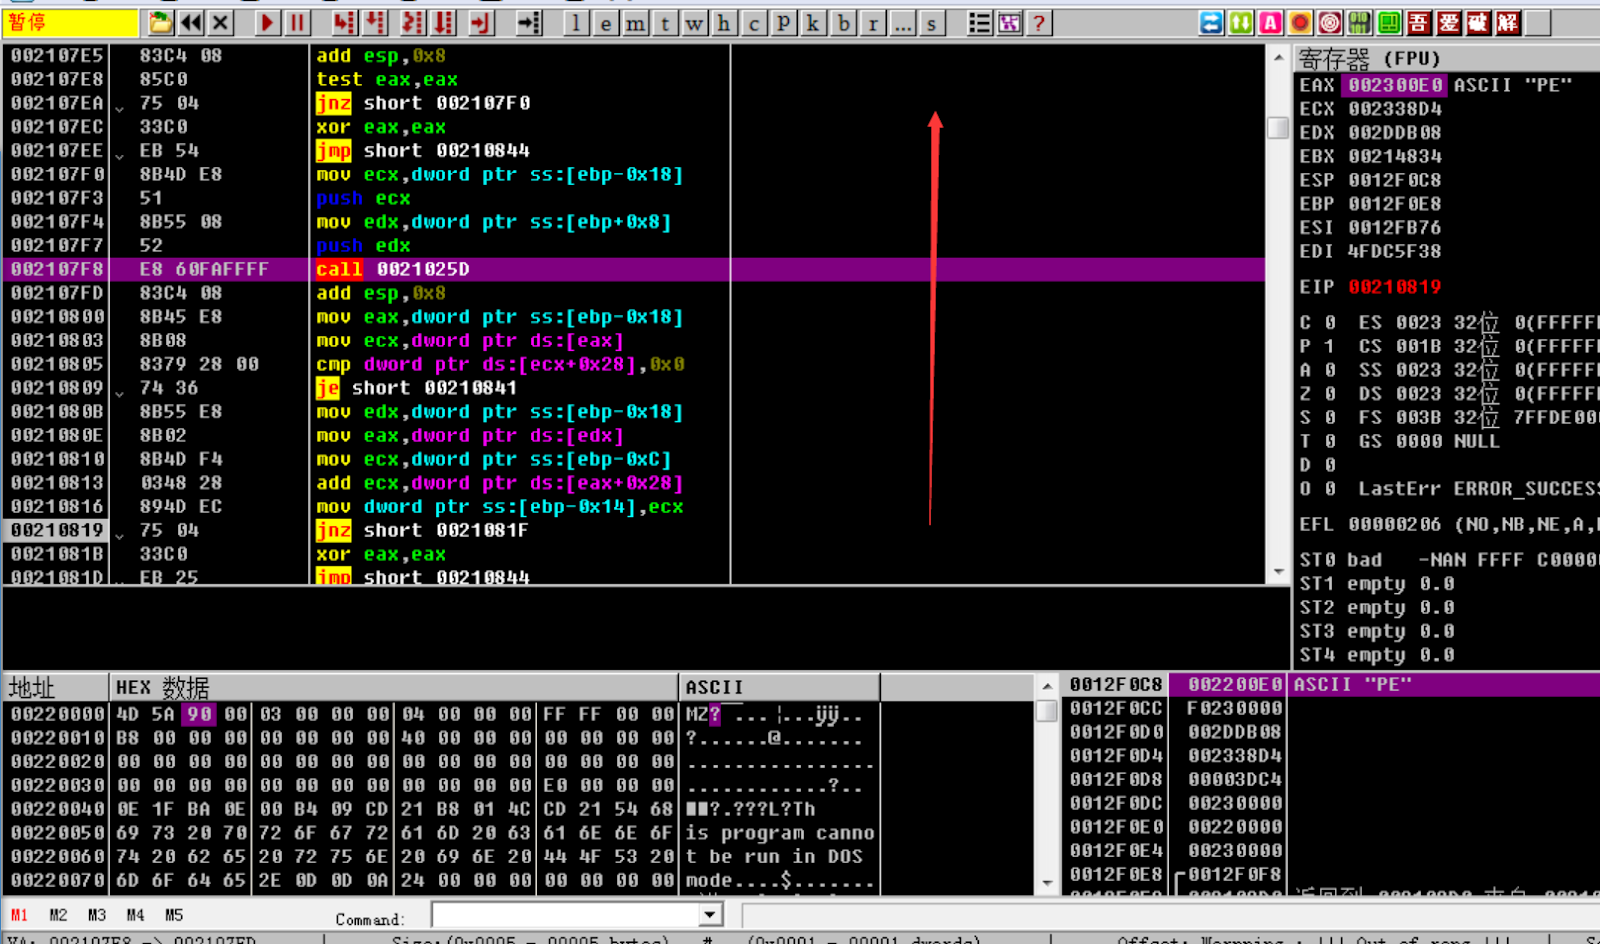 暂停 l e m t w h c p k b r ... s ? A 吾 爱 破 解
002107E5 83C4 08 add esp,0x8
002107E8 85C0 test eax,eax
002107EA 75 04 jnz short 002107F0
002107EC 33C0 xor eax,eax
002107EE EB 54 jmp short 00210844
002107F0 8B4D E8 mov ecx,dword ptr ss:[ebp-0x18]
002107F3 51 push ecx
002107F4 8B55 08 mov edx,dword ptr ss:[ebp+0x8]
002107F7 52 push edx
002107F8 E8 60FAFFFF call 0021025D
002107FD 83C4 08 add esp,0x8
00210800 8B45 E8 mov eax,dword ptr ss:[ebp-0x18]
00210803 8B08 mov ecx,dword ptr ds:[eax]
00210805 8379 28 00 cmp dword ptr ds:[ecx+0x28],0x0
00210809 74 36 je short 00210841
0021080B 8B55 E8 mov edx,dword ptr ss:[ebp-0x18]
0021080E 8B02 mov eax,dword ptr ds:[edx]
00210810 8B4D F4 mov ecx,dword ptr ss:[ebp-0xC]
00210813 0348 28 add ecx,dword ptr ds:[eax+0x28]
00210816 894D EC mov dword ptr ss:[ebp-0x14],ecx
00210819 75 04 jnz short 0021081F
0021081B 33C0 xor eax,eax
0021081D EB 25 jmp short 00210844
寄存器 (FPU)
EAX 002300E0 ASCII "PE"
ECX 002338D4
EDX 002DDB08
EBX 00214834
ESP 0012F0C8
EBP 0012F0E8
ESI 0012FB76
EDI 4FDC5F38
EIP 00210819
C 0 ES 0023 32位 0(FFFFFF
P 1 CS 001B 32位 0(FFFFFF
A 0 SS 0023 32位 0(FFFFFF
Z 0 DS 0023 32位 0(FFFFFF
S 0 FS 003B 32位 7FFDE000
T 0 GS 0000 NULL
D 0
O 0 LastErr ERROR_SUCCESS
EFL 00000206 (NO,NB,NE,A,
ST0 bad -NAN FFFF C0000
ST1 empty 0.0
ST2 empty 0.0
ST3 empty 0.0
ST4 empty 0.0
地址 HEX 数据 ASCII
00220000 4D 5A 90 00 03 00 00 00 04 00 00 00 FF FF 00 00 MZ? ... ¦...ÿÿ..
00220010 B8 00 00 00 00 00 00 00 40 00 00 00 00 00 00 00 ?.......@.......
00220020 00 00 00 00 00 00 00 00 00 00 00 00 00 00 00 00 ................
00220030 00 00 00 00 00 00 00 00 00 00 00 00 E0 00 00 00 ............?..
00220040 0E 1F BA 0E 00 B4 09 CD 21 B8 01 4C CD 21 54 68 ?.???L?Th
00220050 69 73 20 70 72 6F 67 72 61 6D 20 63 61 6E 6E 6F is program canno
00220060 74 20 62 65 20 72 75 6E 20 69 6E 20 44 4F 53 20 t be run in DOS
00220070 6D 6F 64 65 2E 0D 0D 0A 24 00 00 00 00 00 00 00 mode....$.......
0012F0C8 002200E0 ASCII "PE"
0012F0CC F0230000
0012F0D0 002DDB08
0012F0D4 002338D4
0012F0D8 00003DC4
0012F0DC 00230000
0012F0E0 00220000
0012F0E4 00230000
0012F0E8 0012F0F8
M1 M2 M3 M4 M5 Command: